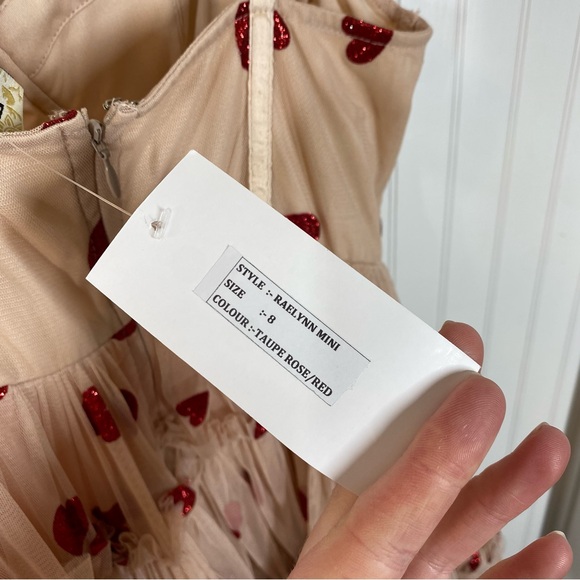 STYLE :- RAELYNN MINI
SIZE :- 8
COLOUR :-TAUPE ROSE/RED